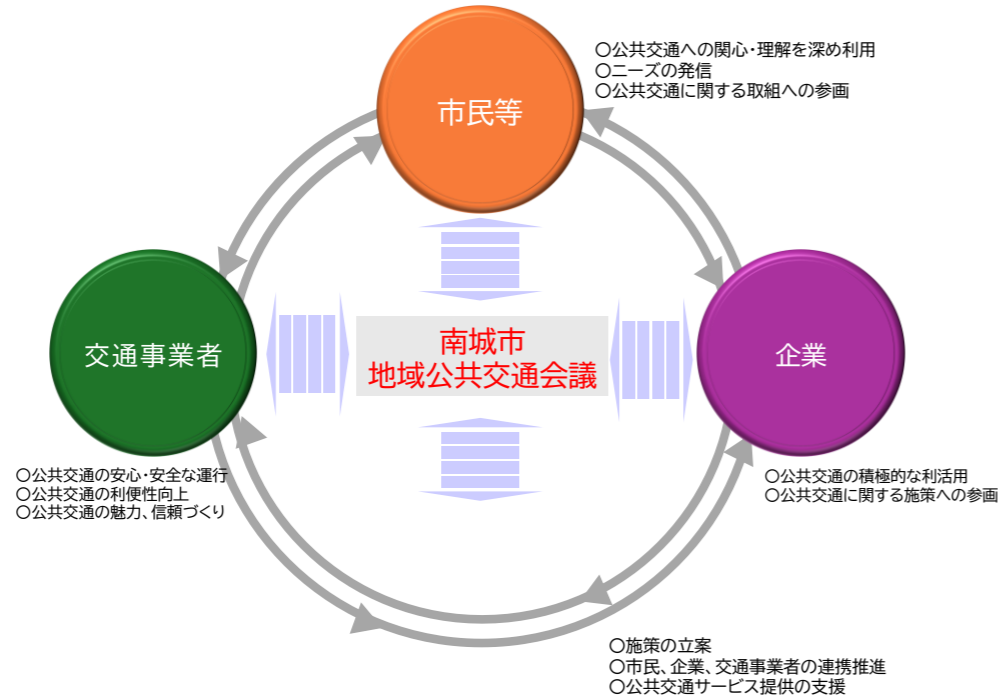 ○公共交通への関心・理解を深め利用
○ニーズの発信
○公共交通に関する取組への参画
市民等
交通事業者
南城市
地域公共交通会議
企業
○公共交通の安心・安全な運行
○公共交通の利便性向上
○公共交通の魅力、信頼づくり
○公共交通の積極的な利活用
○公共交通に関する施策への参画
○施策の立案
○市民、企業、交通事業者の連携推進
○公共交通サービス提供の支援